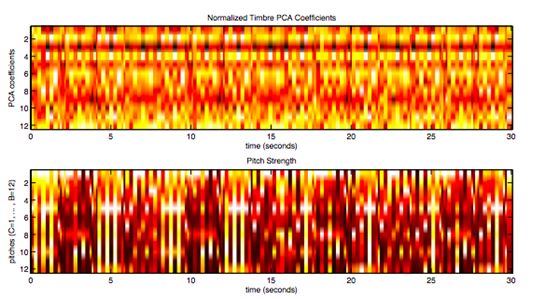 Normalized Timbre PCA Coefficients
PCA coefficients
2
4
6
8
10
12
0 5 10 15 20 25 30
time (seconds)
Pitch Strength
pitches (C=1,...,B=12)
2
4
6
8
10
12
0 5 10 15 20 25 30
time (seconds)